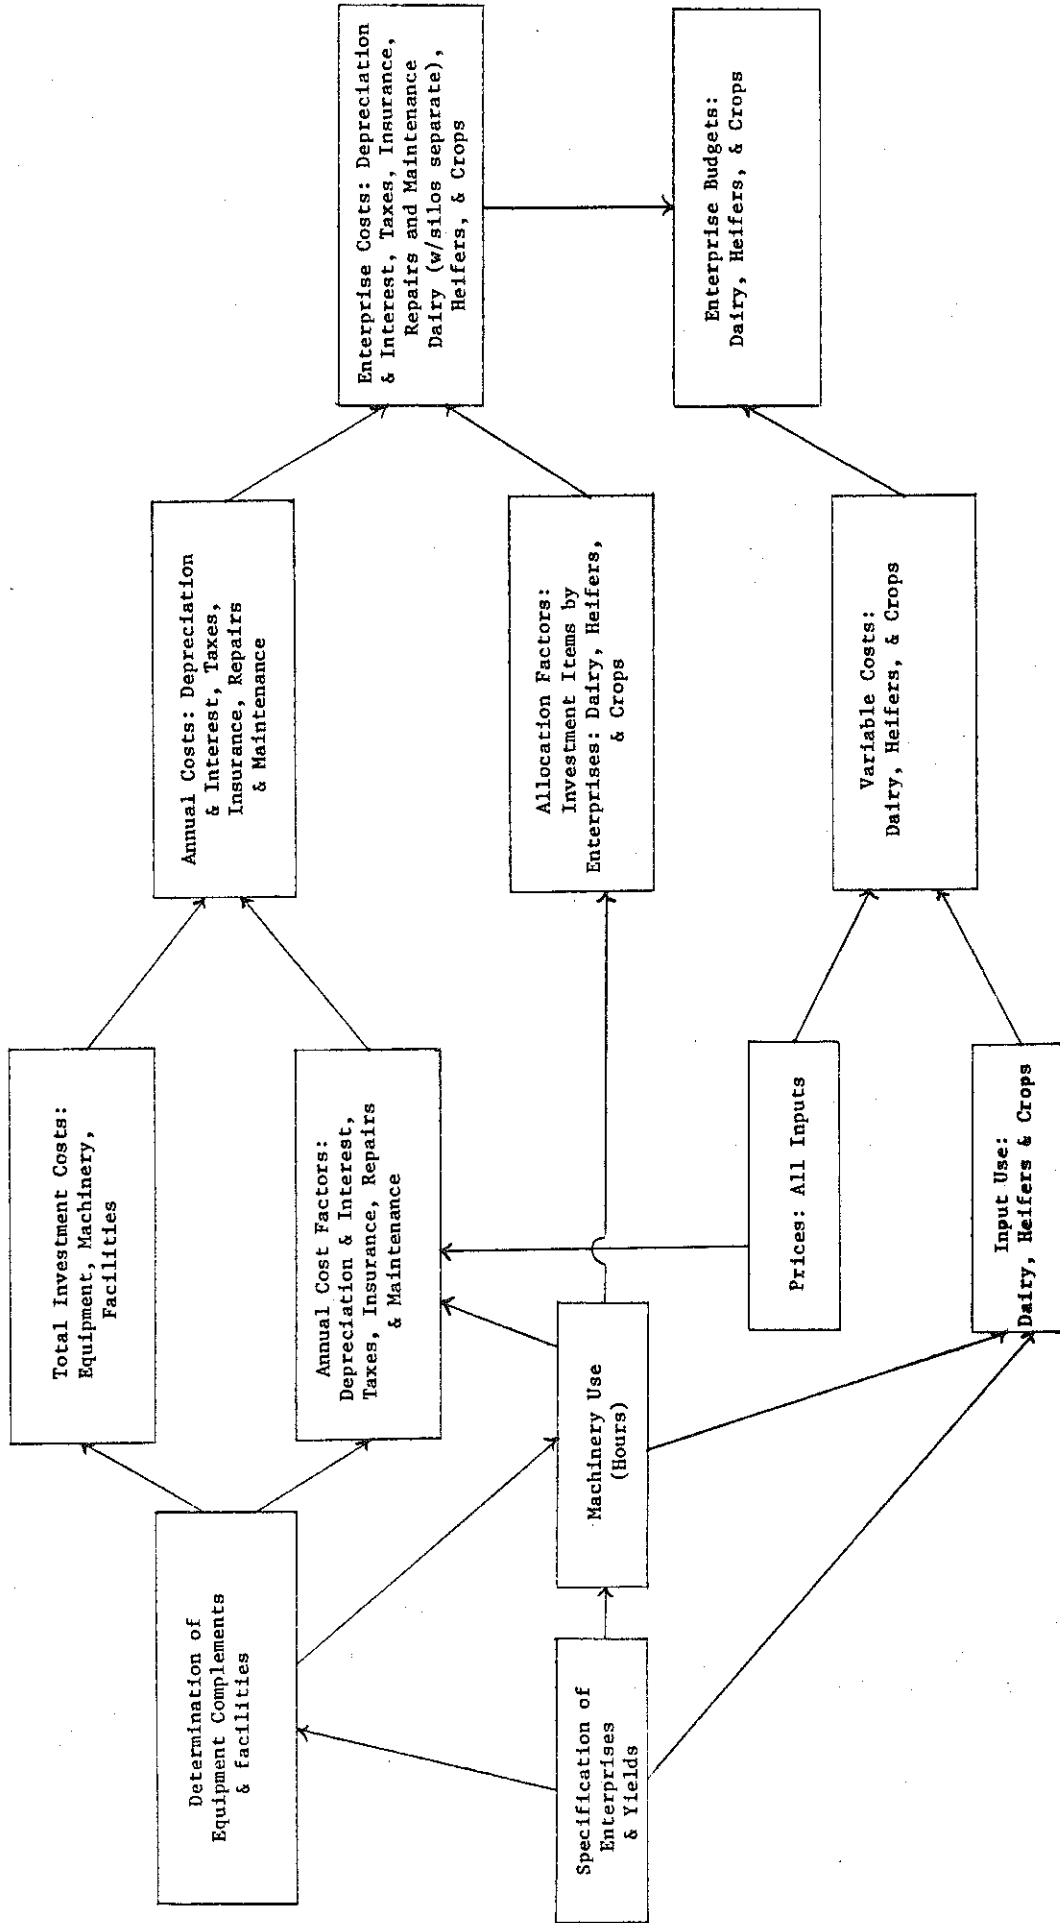 Determination of
Equipment Complements
& facilities
Specification of
Enterprises
& Yields
Total Investment Costs:
Equipment, Machinery,
Facilities
Annual Cost Factors:
Depreciation & Interest,
Taxes, Insurance, Repairs
& Maintenance
Machinery Use
(Hours)
Prices: All Inputs
Input Use:
Dairy, Heifers & Crops
Annual Costs: Depreciation
& Interest, Taxes,
Insurance, Repairs
& Maintenance
Allocation Factors:
Investment Items by
Enterprises: Dairy, Heifers,
& Crops
Variable Costs:
Dairy, Heifers, & Crops
Enterprise Costs: Depreciation
& Interest, Taxes, Insurance,
Repairs and Maintenance
Dairy (w/silos separate),
Heifers, & Crops
Enterprise Budgets:
Dairy, Heifers, & Crops